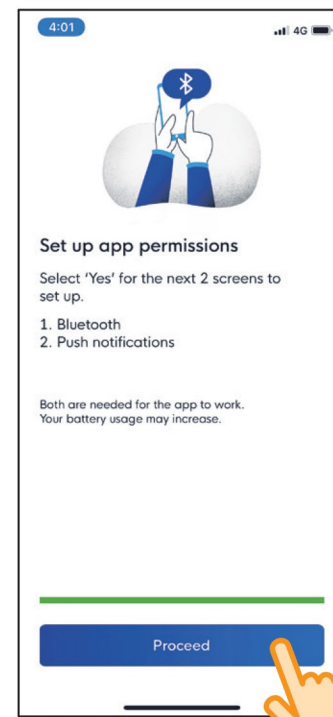 4:01
4G
Set up app permissions
Select ‘Yes’ for the next 2 screens to
set up.
1. Bluetooth
2. Push notifications
Both are needed for the app to work.
Your battery usage may increase.
Proceed